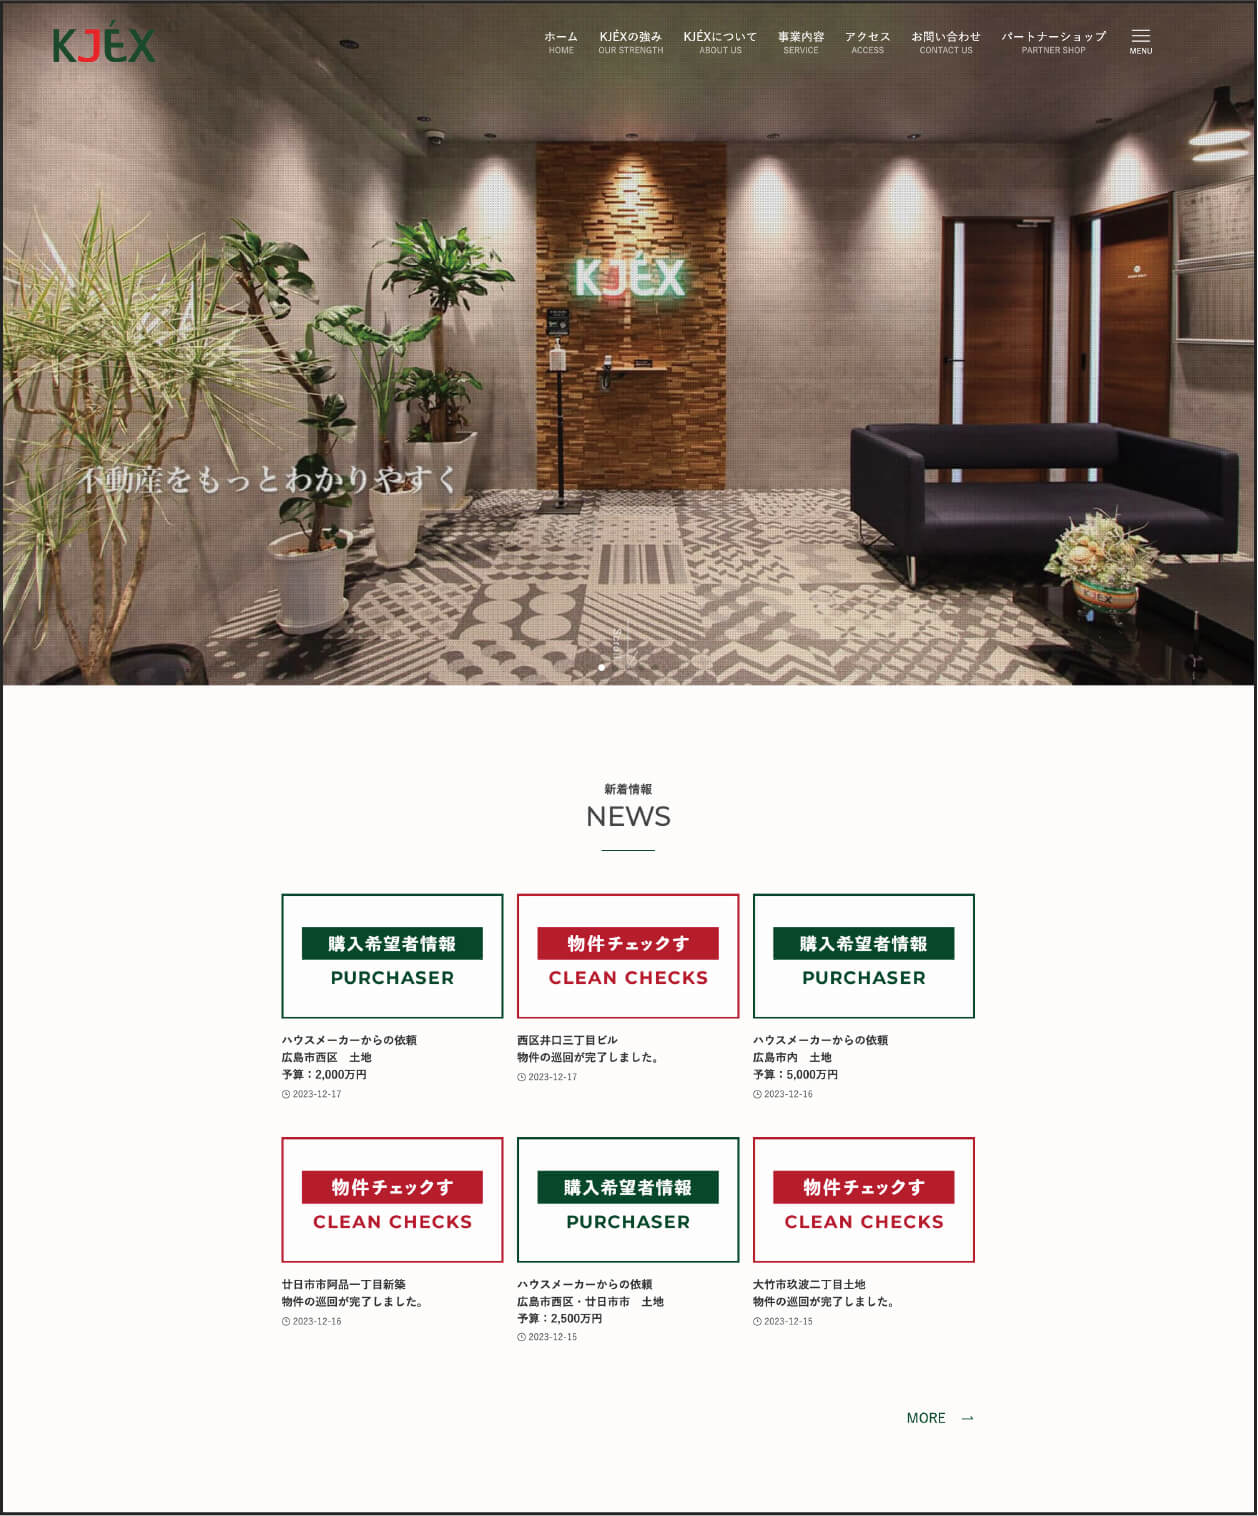 KJÉX
ホーム
HOME
KJÉXの強み
OUR STRENGTH
KJÉXについて
ABOUT US
事業内容
SERVICE
アクセス
ACCESS
お問い合わせ
CONTACT US
パートナーショップ
PARTNER SHOP
MENU
KJÉX
不動産をもっとわかりやすく
KJÉX
新着情報
NEWS
購入希望者情報
PURCHASER
ハウスメーカーからの依頼
広島市西区　土地
予算：2,000万円
2023-12-17
物件チェックす
CLEAN CHECKS
西区井口三丁目ビル
物件の巡回が完了しました。
2023-12-17
購入希望者情報
PURCHASER
ハウスメーカーからの依頼
広島市内　土地
予算：5,000万円
2023-12-16
物件チェックす
CLEAN CHECKS
廿日市市阿品一丁目新築
物件の巡回が完了しました。
2023-12-16
購入希望者情報
PURCHASER
ハウスメーカーからの依頼
広島市西区・廿日市市　土地
予算：2,500万円
2023-12-15
物件チェックす
CLEAN CHECKS
大竹市玖波二丁目土地
物件の巡回が完了しました。
2023-12-15
MORE